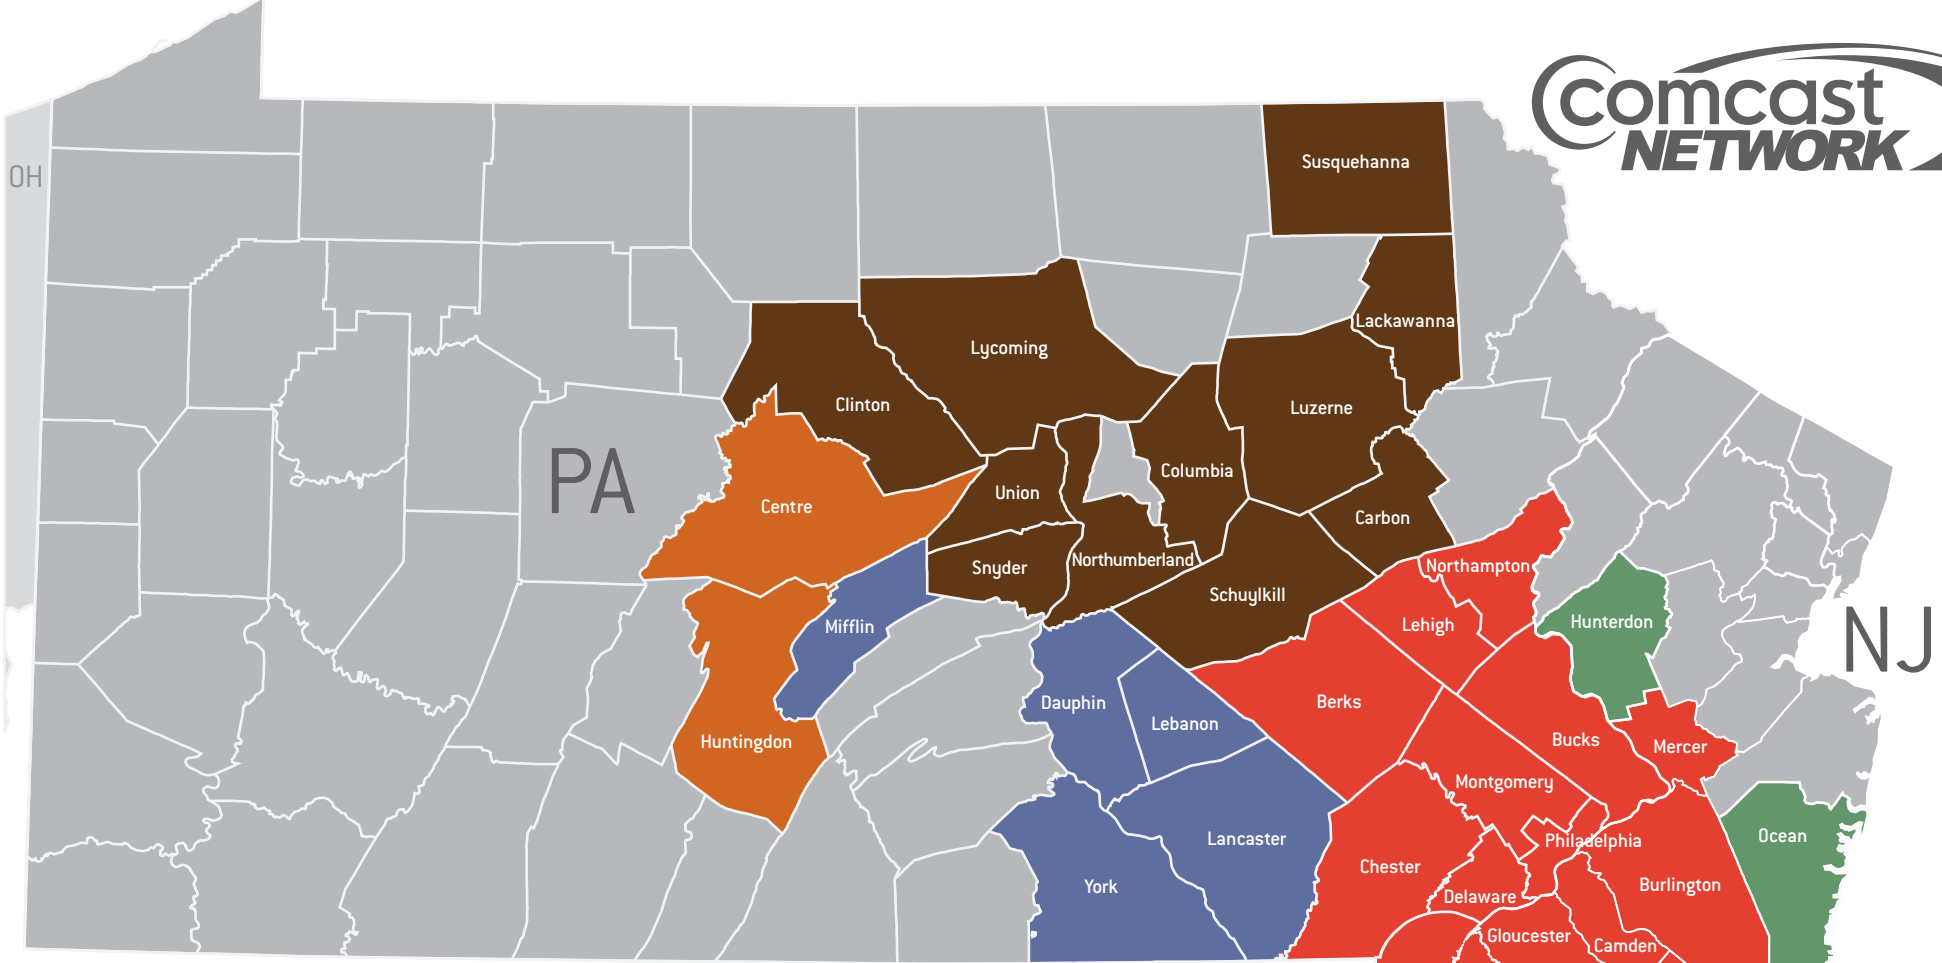 comcast
NETWORK
OH
Susquehanna
Lackawanna
Lycoming
Clinton
Luzerne
PA
Columbia
Union
Centre
Carbon
Northumberland
Snyder
Northampton
Schuylkill
Mifflin
Lehigh
Hunterdon
NJ
Dauphin
Berks
Lebanon
Huntingdon
Bucks
Mercer
Montgomery
Ocean
Lancaster
Philadelphia
Chester
York
Burlington
Delaware
Gloucester
Camden